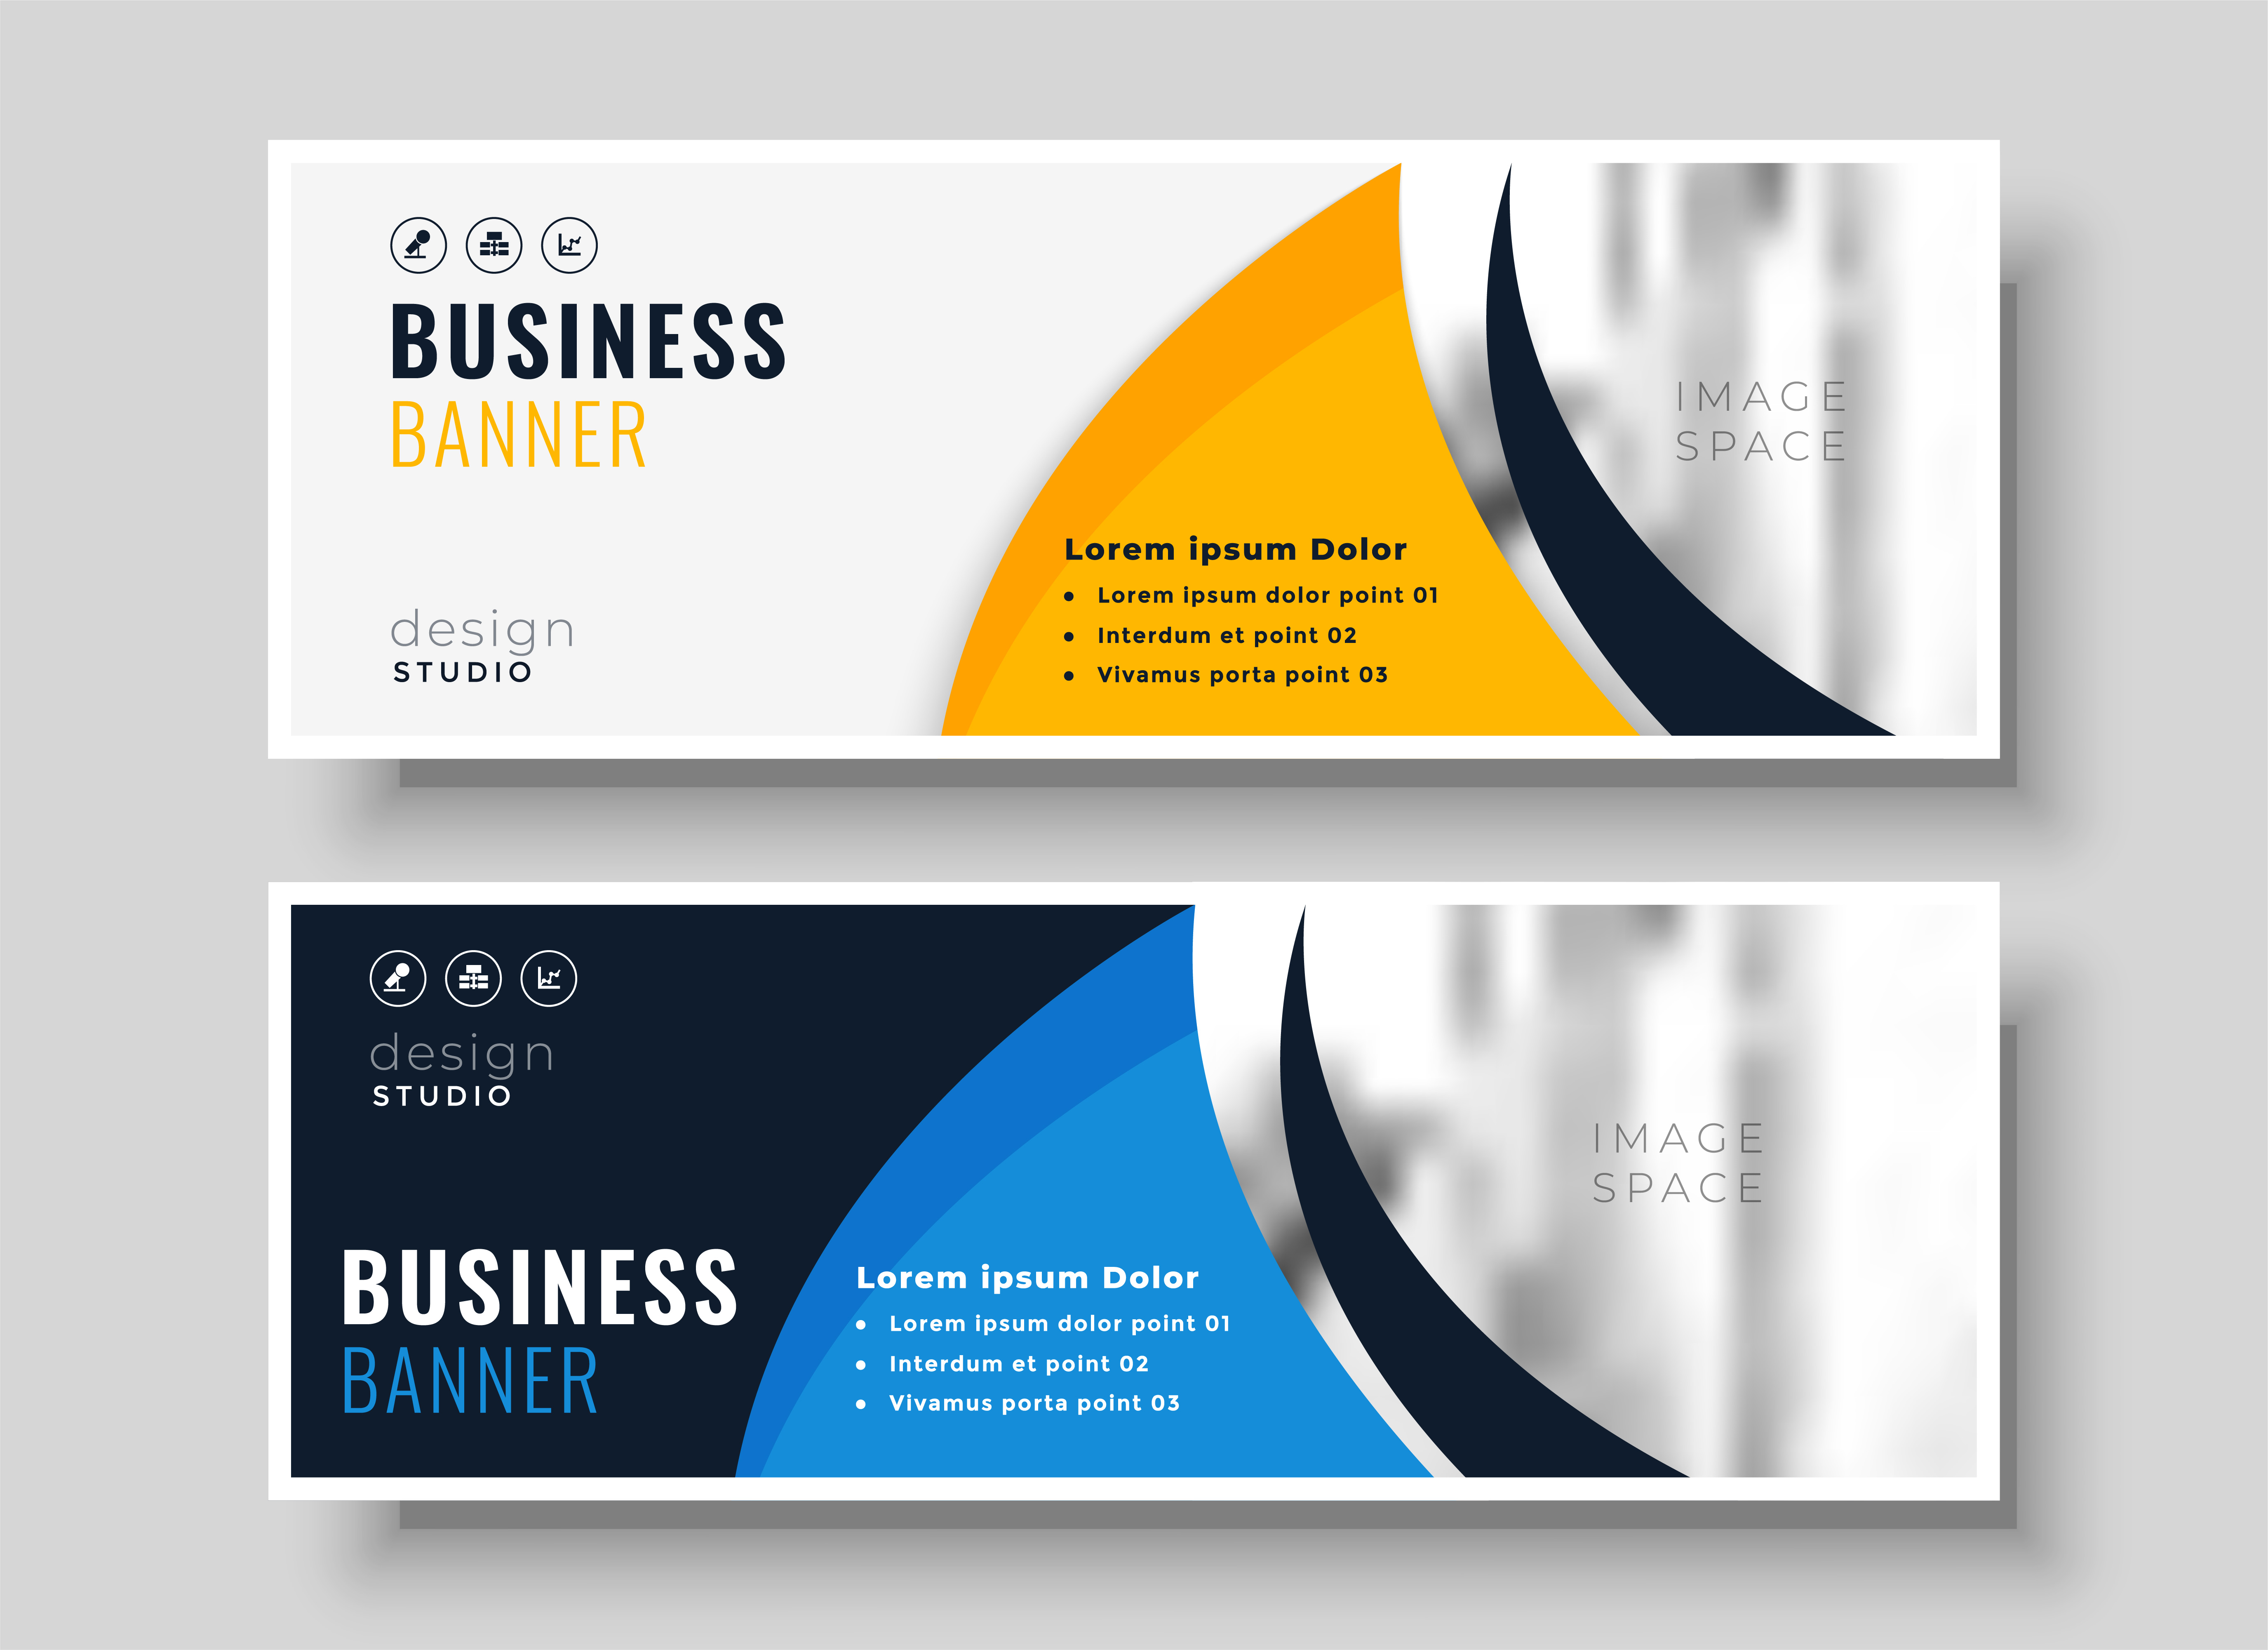 BUSINESS
BANNER
design
STUDIO
Lorem ipsum Dolor
• Lorem ipsum dolor point 01
• Interdum et point 02
• Vivamus porta point 03
IMAGE
SPACE
design
STUDIO
BUSINESS
BANNER
Lorem ipsum Dolor
• Lorem ipsum dolor point 01
• Interdum et point 02
• Vivamus porta point 03
IMAGE
SPACE